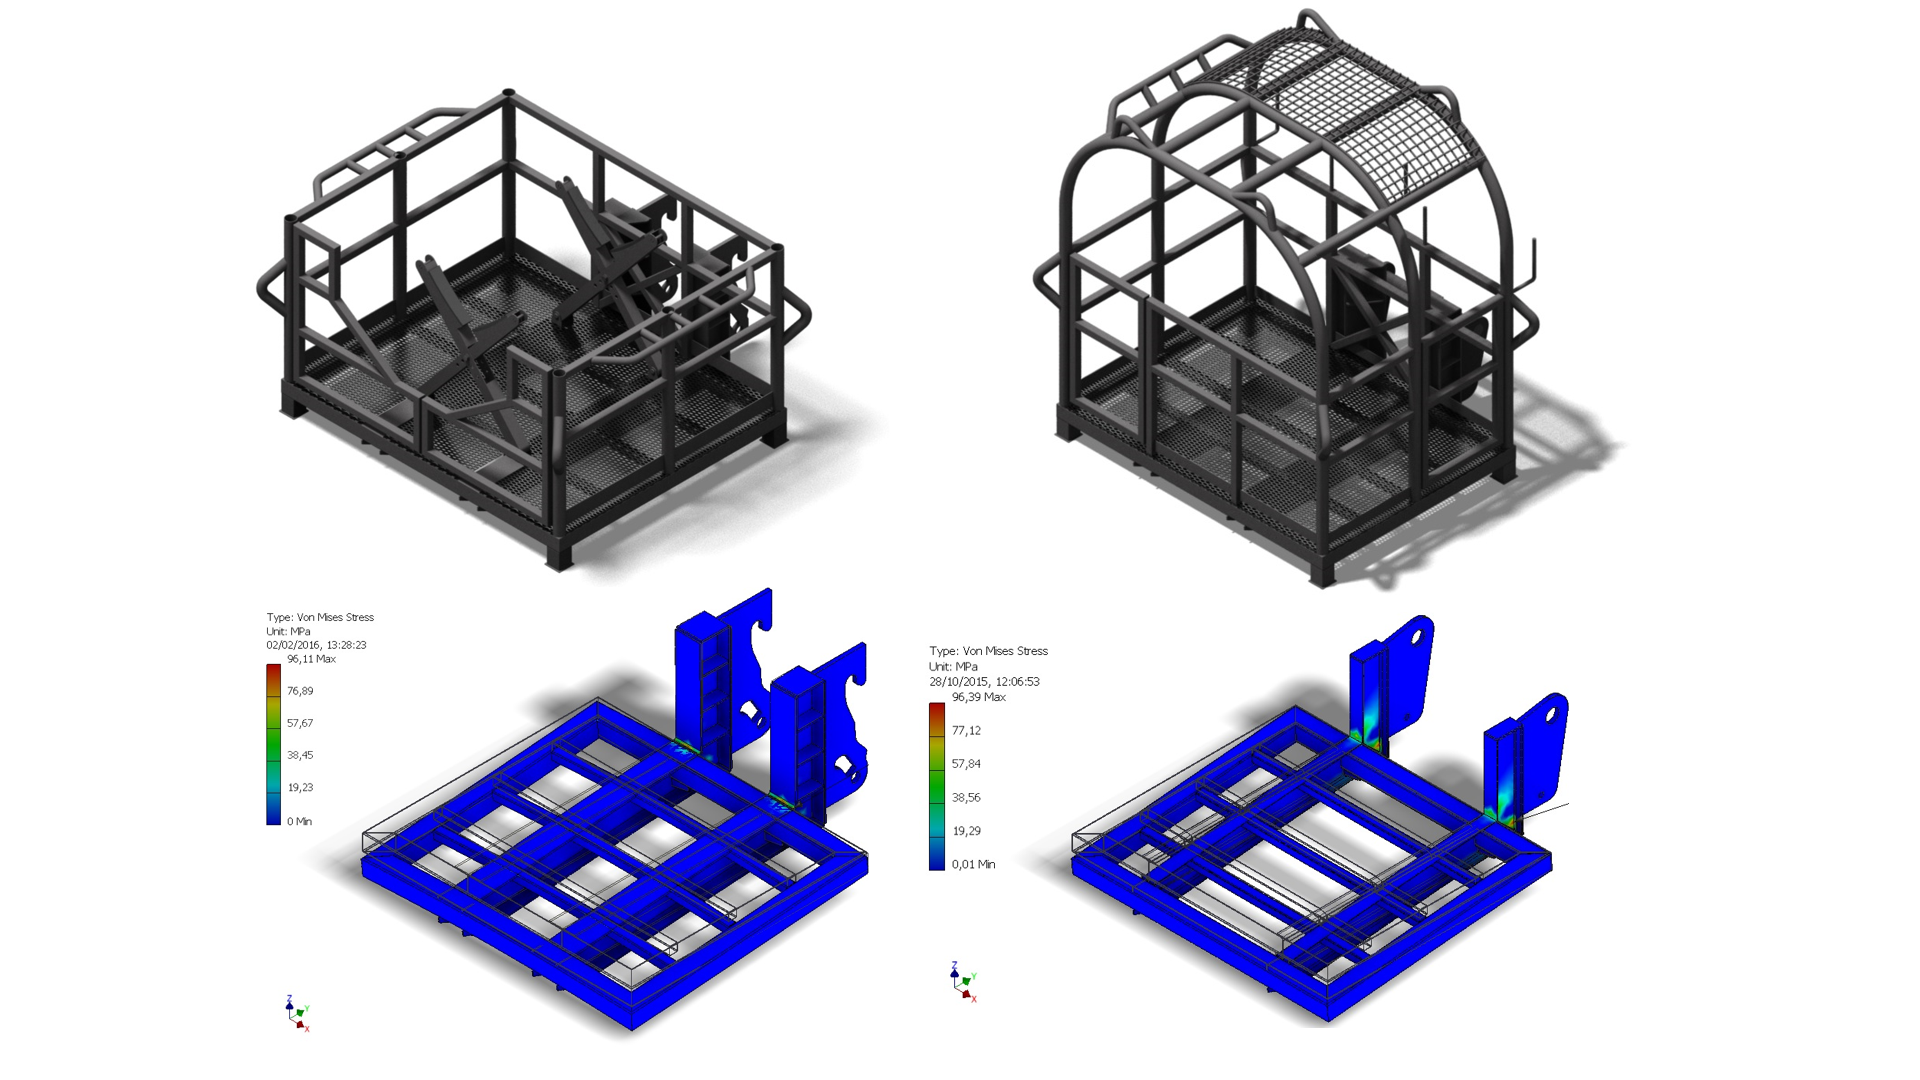 Type: Von Mises Stress
Unit: MPa
02/02/2016, 13:28:23
96,11 Max
76,89
57,67
38,45
19,23
0 Min
Z
Y
X
Type: Von Mises Stress
Unit: MPa
28/10/2015, 12:06:53
96,39 Max
77,12
57,84
38,56
19,29
0,01 Min
Z
Y
X